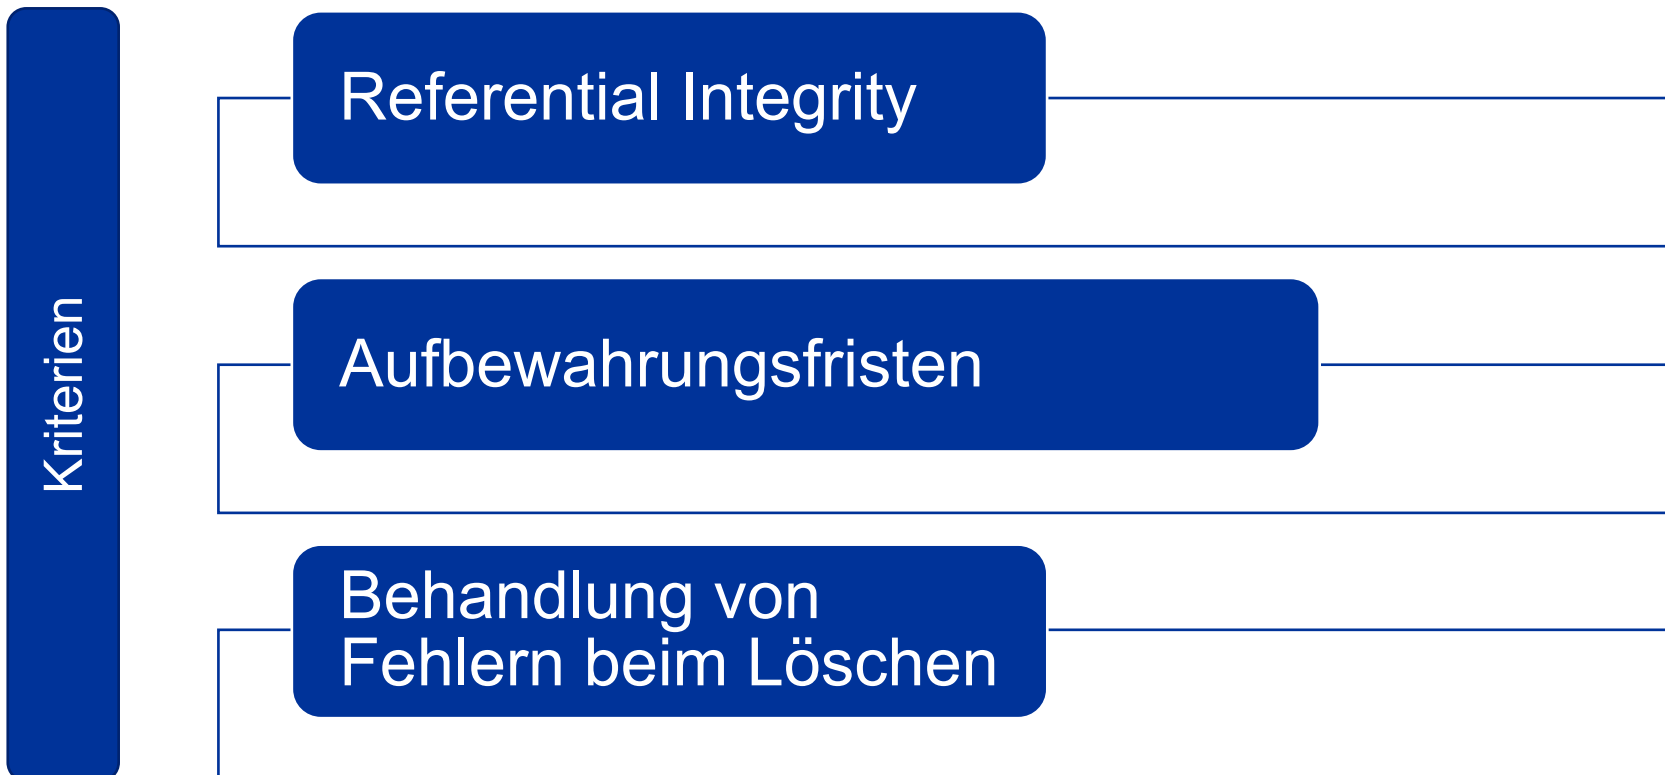 Kriterien
Referential Integrity
Aufbewahrungsfristen
Behandlung von
Fehlern beim Löschen